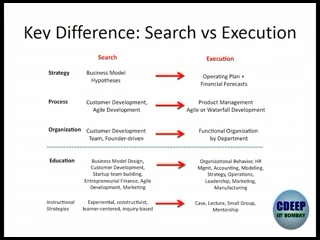 Key Difference: Search vs Execution
Search Execution
Strategy Business Model Hypotheses Operating Plan + Financial Forecasts
Process Customer Development, Agile Development Product Management Agile or Waterfall Development
Organization Customer Development Team, Founder-driven Functional Organization by Department
Education Business Model Design, Customer Development, Startup team building, Entrepreneurial Finance, Agile Development, Marketing Organizational Behavior, HR Mgmt, Accounting, Modeling, Strategy, Operations, Leadership, Marketing, Manufacturing
Instructional Strategies Experiential, constructivist, learner-centered, inquiry-based Case, Lecture, Small Group, Mentorship
CDEEP
IIT BOMBAY